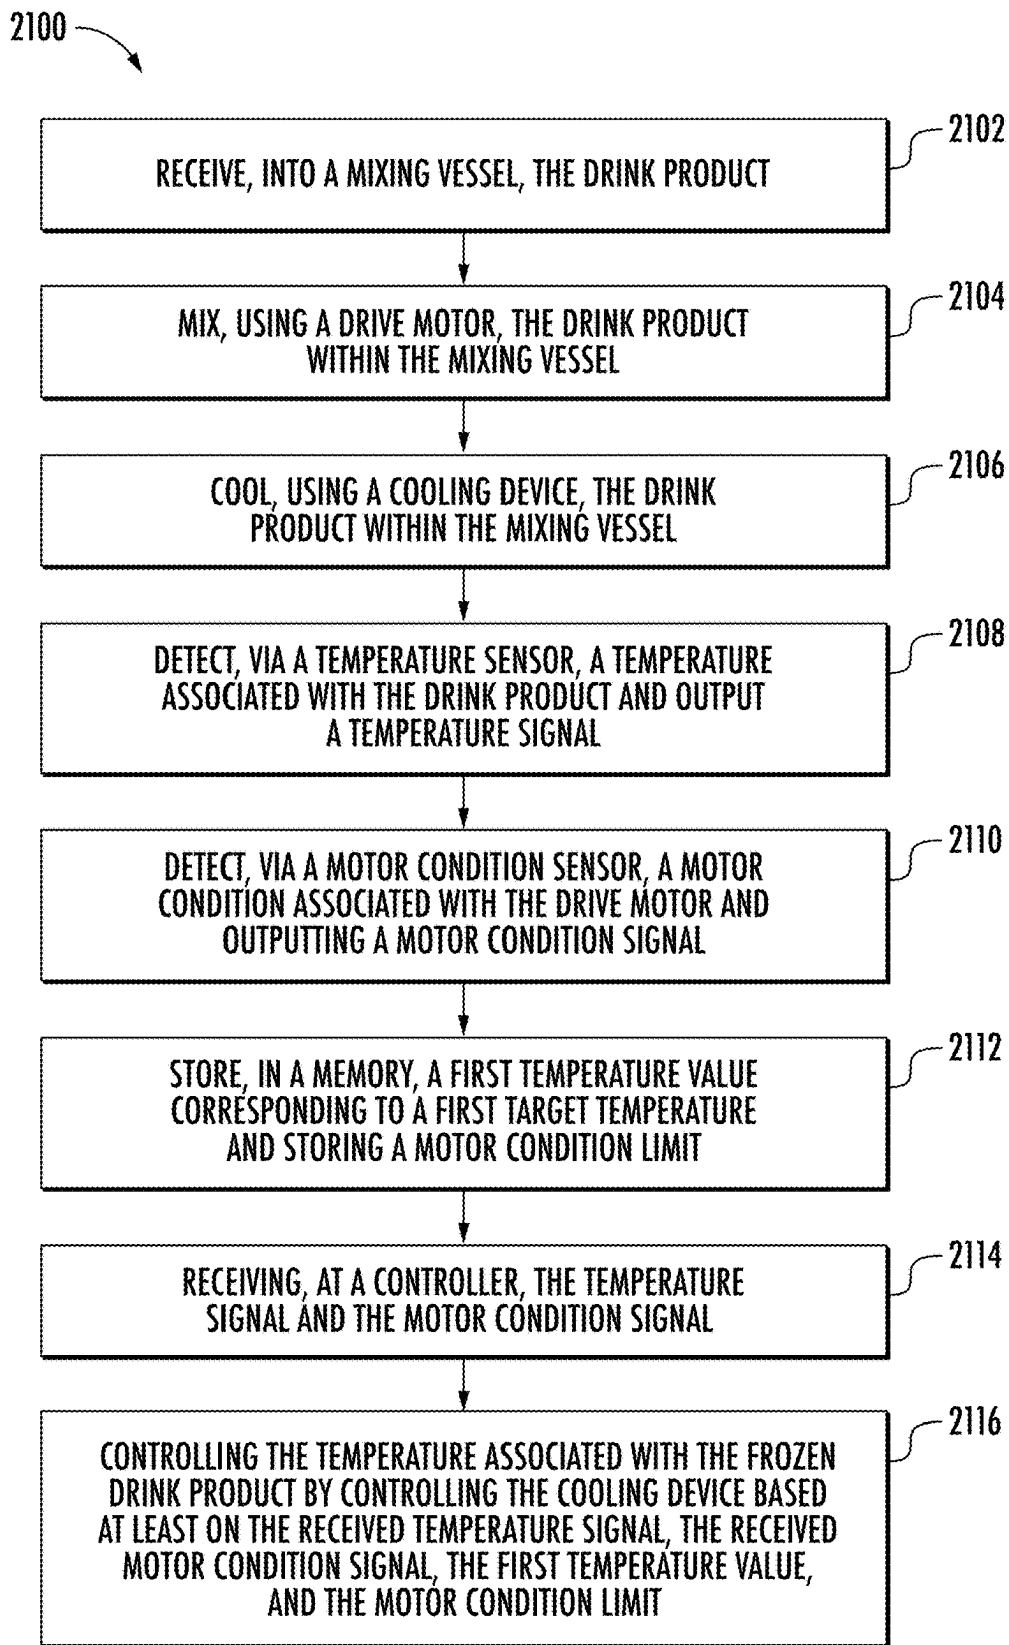 2100
2102
RECEIVE, INTO A MIXING VESSEL, THE DRINK PRODUCT
2104
MIX, USING A DRIVE MOTOR, THE DRINK PRODUCT
WITHIN THE MIXING VESSEL
2106
COOL, USING A COOLING DEVICE, THE DRINK
PRODUCT WITHIN THE MIXING VESSEL
2108
DETECT, VIA A TEMPERATURE SENSOR, A TEMPERATURE
ASSOCIATED WITH THE DRINK PRODUCT AND OUTPUT
A TEMPERATURE SIGNAL
2110
DETECT, VIA A MOTOR CONDITION SENSOR, A MOTOR
CONDITION ASSOCIATED WITH THE DRIVE MOTOR AND
OUTPUTTING A MOTOR CONDITION SIGNAL
2112
STORE, IN A MEMORY, A FIRST TEMPERATURE VALUE
CORRESPONDING TO A FIRST TARGET TEMPERATURE
AND STORING A MOTOR CONDITION LIMIT
2114
RECEIVING, AT A CONTROLLER, THE TEMPERATURE
SIGNAL AND THE MOTOR CONDITION SIGNAL
2116
CONTROLLING THE TEMPERATURE ASSOCIATED WITH THE FROZEN
DRINK PRODUCT BY CONTROLLING THE COOLING DEVICE BASED
AT LEAST ON THE RECEIVED TEMPERATURE SIGNAL, THE RECEIVED
MOTOR CONDITION SIGNAL, THE FIRST TEMPERATURE VALUE,
AND THE MOTOR CONDITION LIMIT